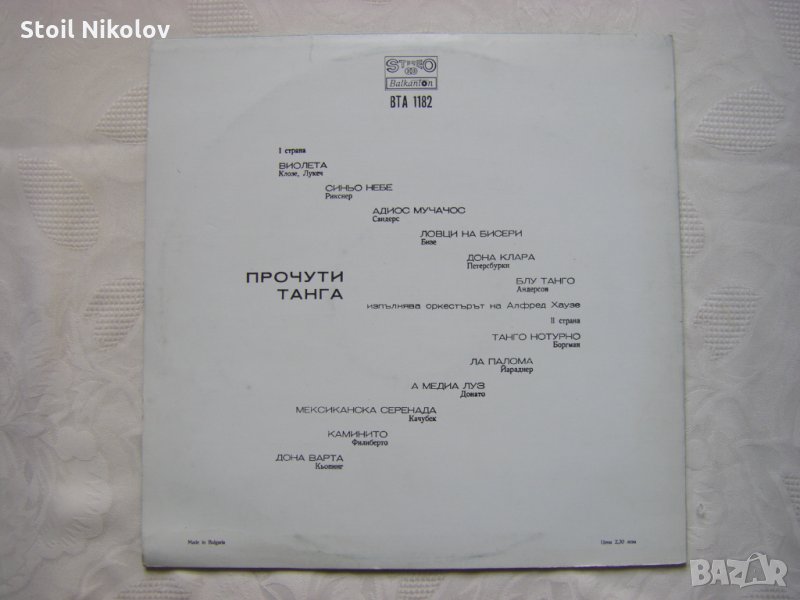 Stoil Nikolov
STEREO
Balkanton
ВТА 1182
I страна
ВИОЛЕТА
Клозе, Лукеч
СИНЬО НЕБЕ
Рикснер
АДИОС МУЧАЧОС
Сандерс
ЛОВЦИ НА БИСЕРИ
Бизе
ДОНА КЛАРА
Петерсбурки
БЛУ ТАНГО
Андерсон
ПРОЧУТИ
ТАНГА
изпълнява оркестърът на Алфред Хаузе
II страна
ТАНГО НОТУРНО
Боргман
ЛА ПАЛОМА
Йараднер
А МЕДИА ЛУЗ
Донато
МЕКСИКАНСКА СЕРЕНАДА
Качубек
КАМИНИТО
Филиберто
ДОНА ВАРТА
Кьопинг
Made in Bulgaria
Цена 2,30 лева
BAZAR